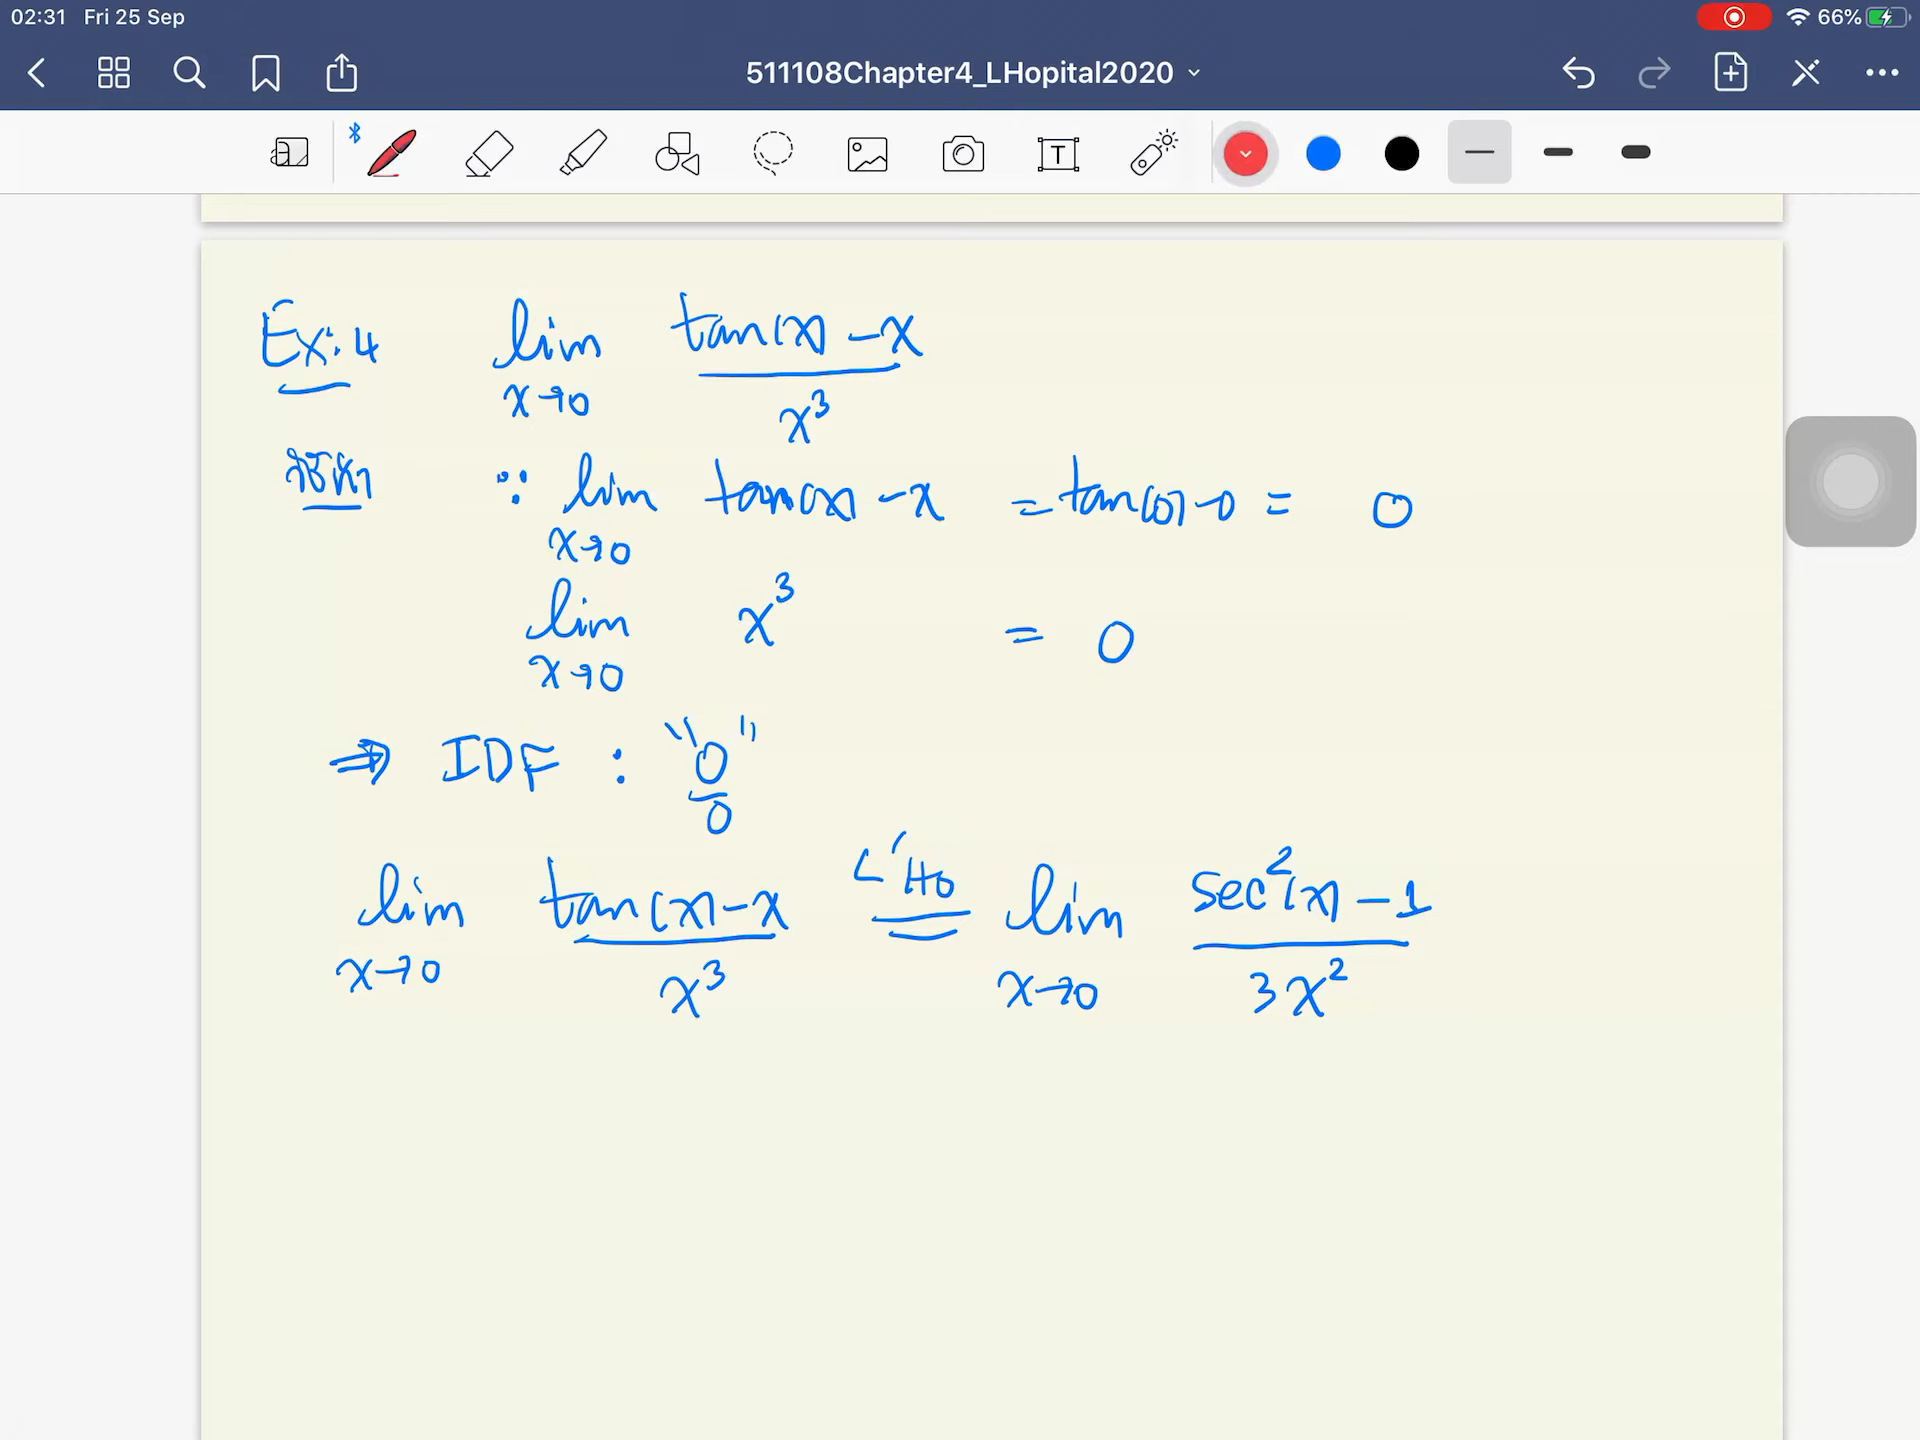 02:31 Fri 25 Sep 66%
511108Chapter4_LHopital2020
Ex:4 lim x→0 (tan(x) - x) / x³
วิธีทำ ∵ lim x→0 tan(x) - x = tan(0) - 0 = 0
lim x→0 x³ = 0
⇒ IDF : "0/0"
lim x→0 (tan(x) - x) / x³ L'Ho = lim x→0 (sec²(x) - 1) / 3x²